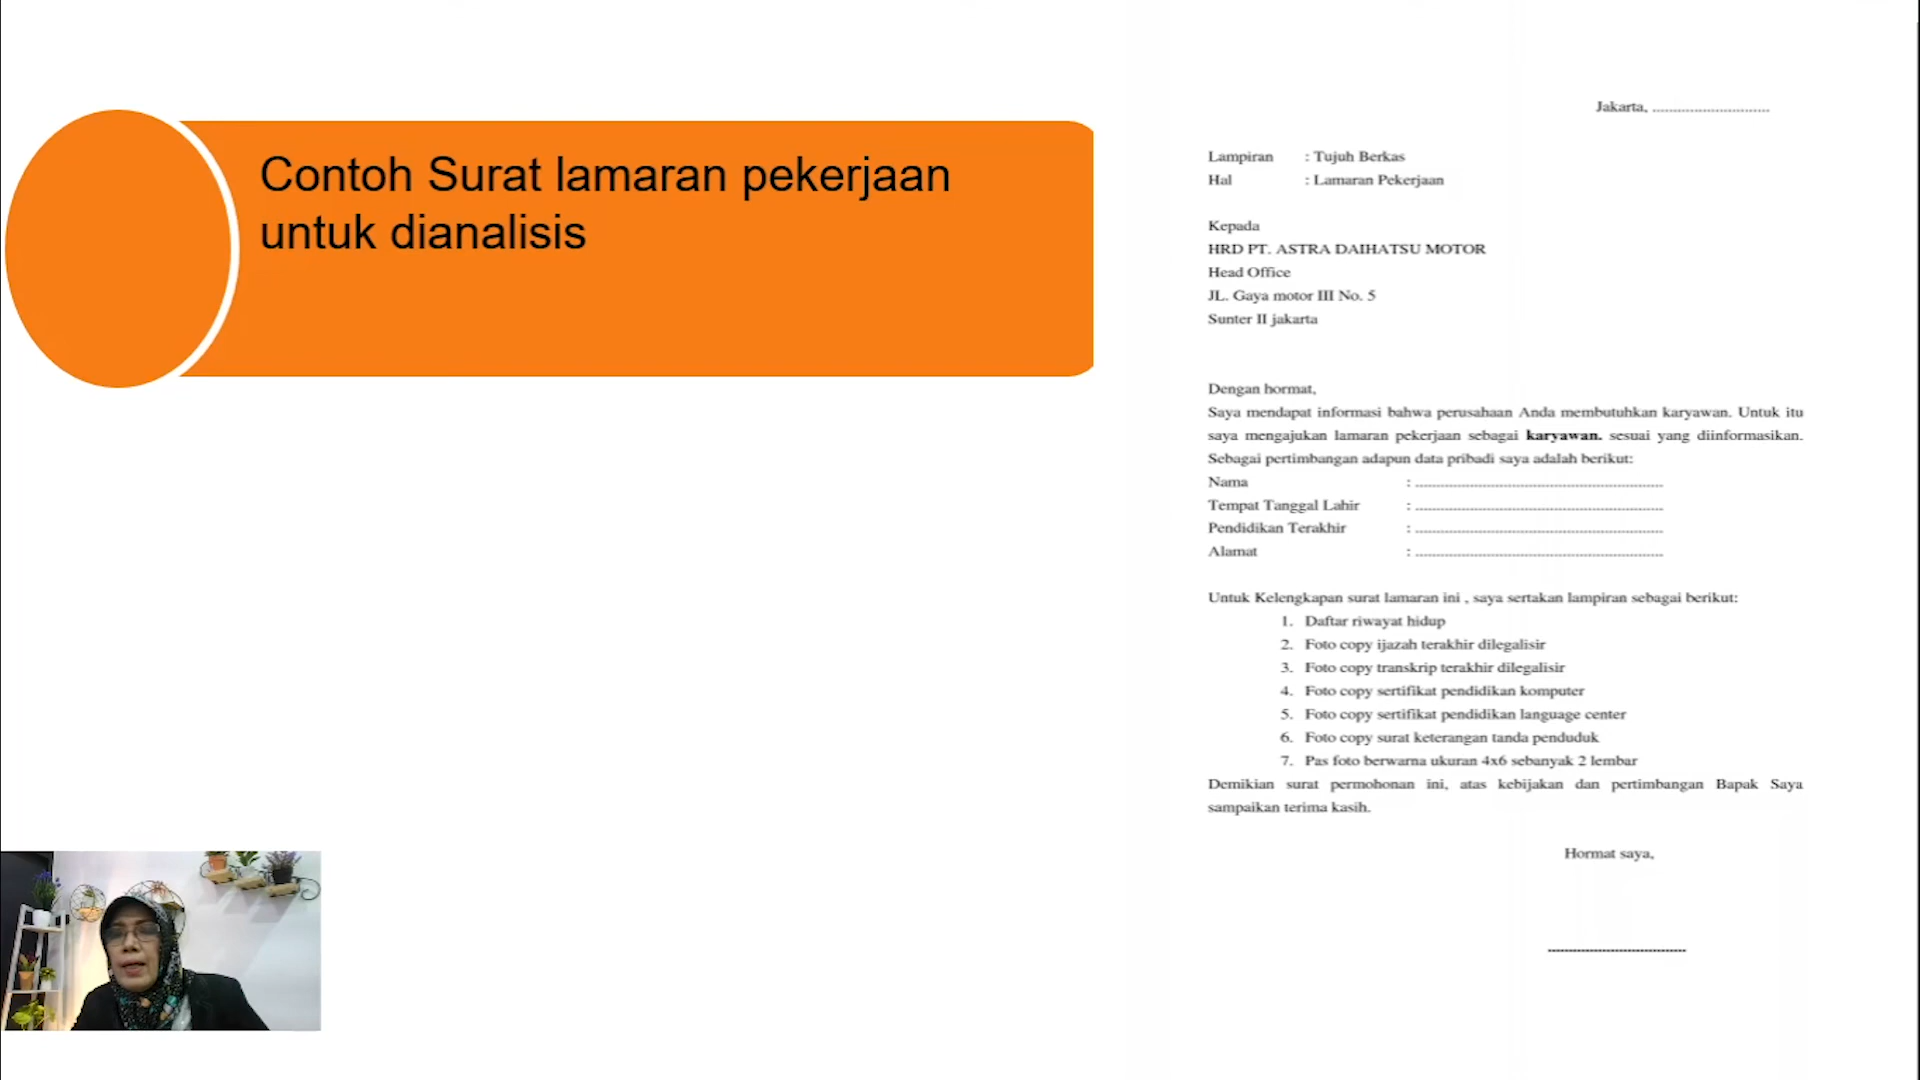 Contoh Surat lamaran pekerjaan
untuk dianalisis
Jakarta, .............................
Lampiran : Tujuh Berkas
Hal : Lamaran Pekerjaan
Kepada
HRD PT. ASTRA DAIHATSU MOTOR
Head Office
JL. Gaya motor III No. 5
Sunter II jakarta
Dengan hormat,
Saya mendapat informasi bahwa perusahaan Anda membutuhkan karyawan. Untuk itu
saya mengajukan lamaran pekerjaan sebagai karyawan. sesuai yang diinformasikan.
Sebagai pertimbangan adapun data pribadi saya adalah berikut:
Nama : ..............................................................
Tempat Tanggal Lahir : ..............................................................
Pendidikan Terakhir : ..............................................................
Alamat : ..............................................................
Untuk Kelengkapan surat lamaran ini , saya sertakan lampiran sebagai berikut:
1. Daftar riwayat hidup
2. Foto copy ijazah terakhir dilegalisir
3. Foto copy transkrip terakhir dilegalisir
4. Foto copy sertifikat pendidikan komputer
5. Foto copy sertifikat pendidikan language center
6. Foto copy surat keterangan tanda penduduk
7. Pas foto berwarna ukuran 4x6 sebanyak 2 lembar
Demikian surat permohonan ini, atas kebijakan dan pertimbangan Bapak Saya
sampaikan terima kasih.
Hormat saya,
..................................